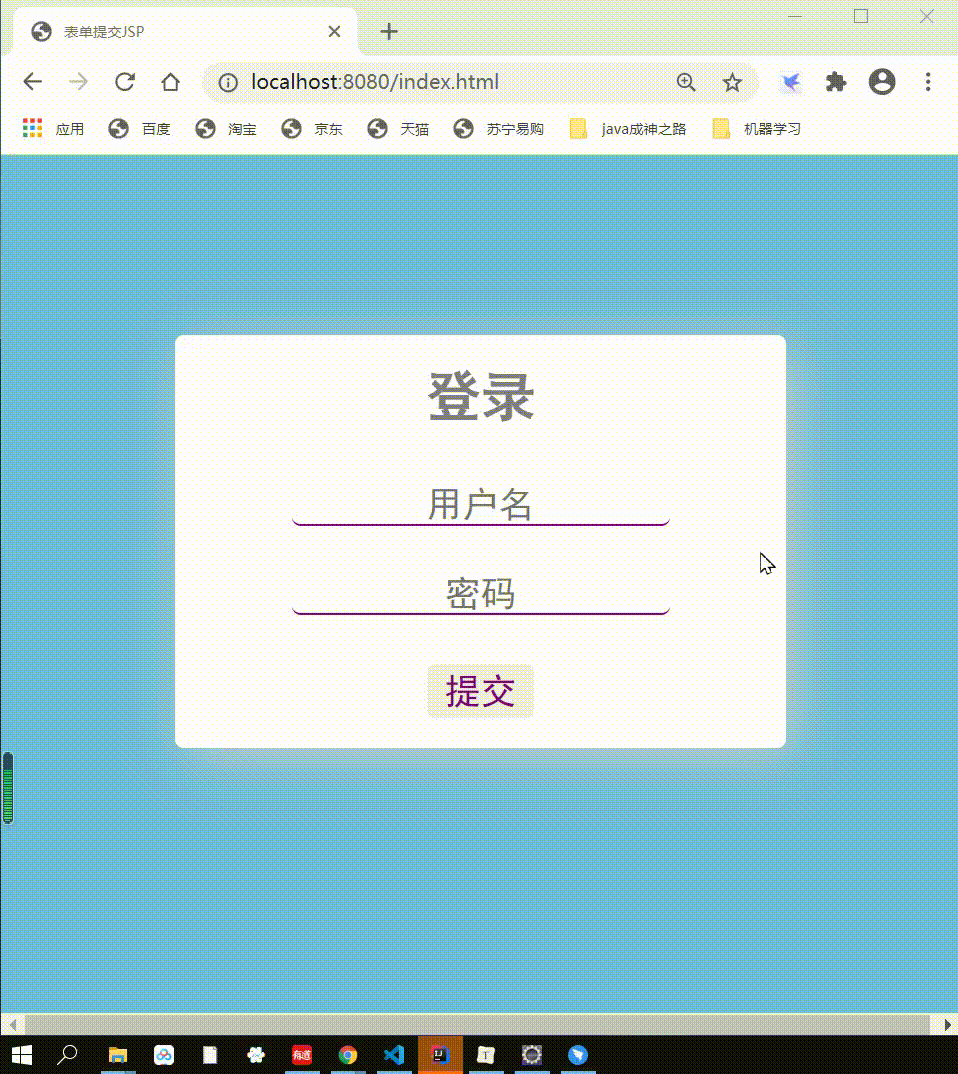 表单提交JSP
localhost:8080/index.html
应用 百度 淘宝 京东 天猫 苏宁易购 java成神之路 机器学习
登录
用户名
密码
提交
有道
IJ
T